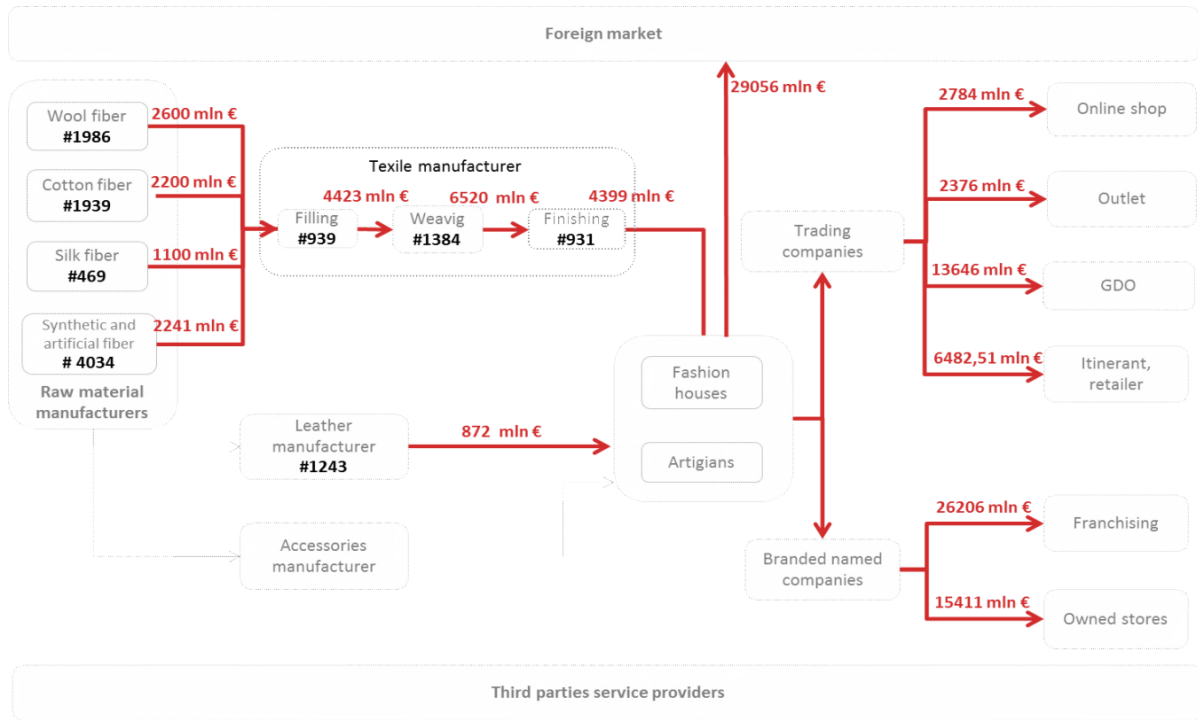 Foreign market
29056 mln €
Wool fiber
#1986
2600 mln €
Cotton fiber
#1939
2200 mln €
Silk fiber
#469
1100 mln €
Synthetic and
artificial fiber
# 4034
2241 mln €
Raw material
manufacturers
Texile manufacturer
Filling
#939
4423 mln €
Weavig
#1384
6520 mln €
Finishing
#931
4399 mln €
Leather
manufacturer
#1243
872 mln €
Accessories
manufacturer
Fashion
houses
Artigians
Trading
companies
2784 mln €
Online shop
2376 mln €
Outlet
13646 mln €
GDO
6482,51 mln €
Itinerant,
retailer
Branded named
companies
26206 mln €
Franchising
15411 mln €
Owned stores
Third parties service providers